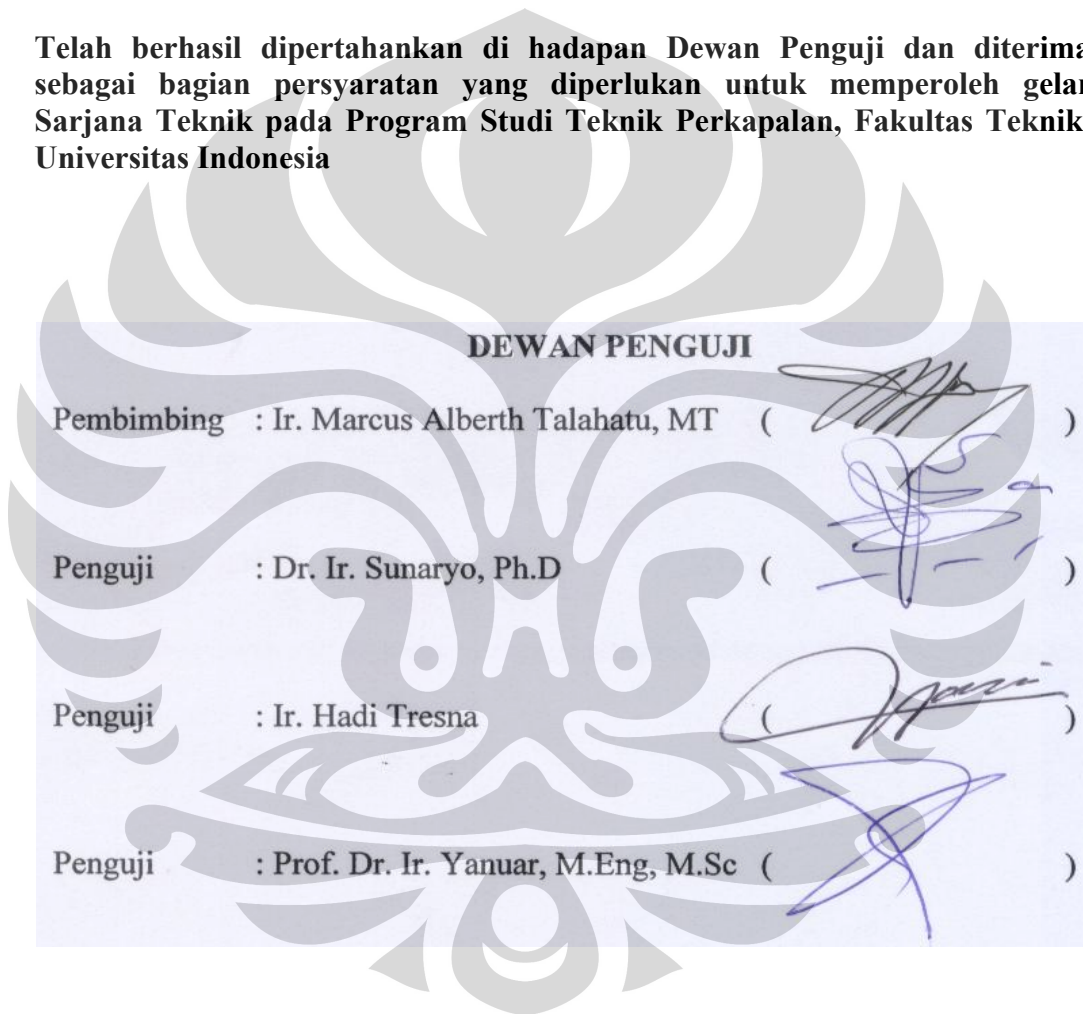 Telah berhasil dipertahankan di hadapan Dewan Penguji dan diterima
sebagai bagian persyaratan yang diperlukan untuk memperoleh gelar
Sarjana Teknik pada Program Studi Teknik Perkapalan, Fakultas Teknik
Universitas Indonesia
DEWAN PENGUJI
Pembimbing : Ir. Marcus Alberth Talahatu, MT ( )
Penguji : Dr. Ir. Sunaryo, Ph.D ( )
Penguji : Ir. Hadi Tresna ( )
Penguji : Prof. Dr. Ir. Yanuar, M.Eng, M.Sc ( )